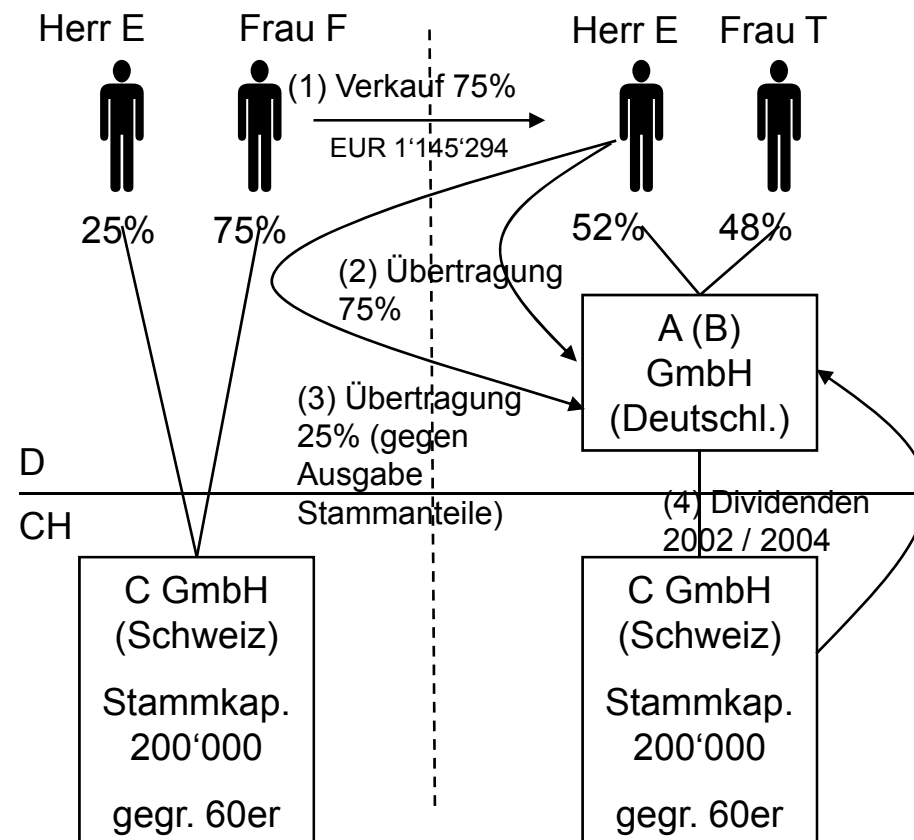 Herr E
Frau F
Herr E
Frau T
(1) Verkauf 75%
EUR 1‘145‘294
25%
75%
52%
48%
(2) Übertragung
75%
A (B)
GmbH
(Deutschl.)
(3) Übertragung
25% (gegen
Ausgabe
Stammanteile)
D
CH
(4) Dividenden
2002 / 2004
C GmbH
(Schweiz)
Stammkap.
200‘000
gegr. 60er
C GmbH
(Schweiz)
Stammkap.
200‘000
gegr. 60er